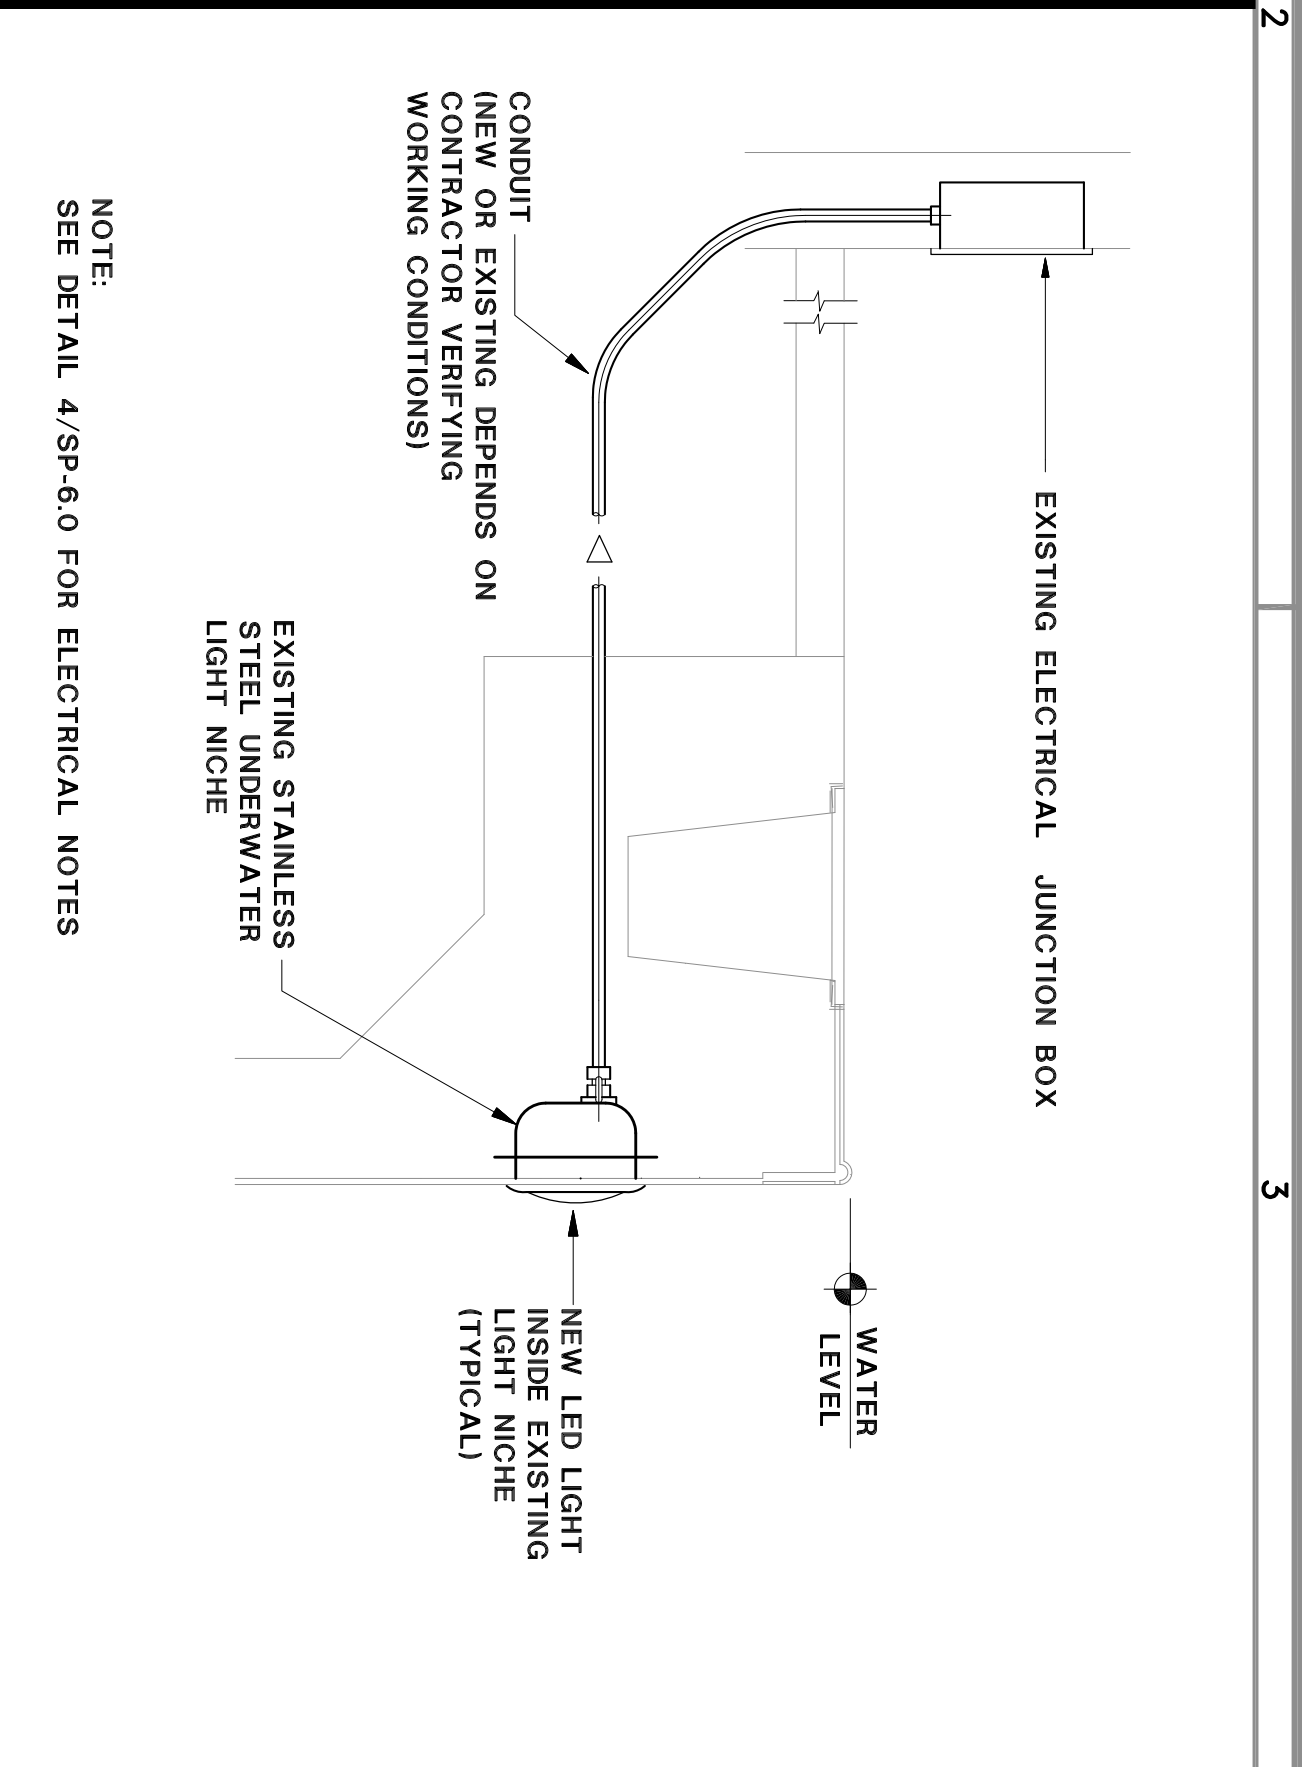 2
3
EXISTING ELECTRICAL JUNCTION BOX
WATER
LEVEL
CONDUIT
(NEW OR EXISTING DEPENDS ON
CONTRACTOR VERIFYING
WORKING CONDITIONS)
NEW LED LIGHT
INSIDE EXISTING
LIGHT NICHE
(TYPICAL)
EXISTING STAINLESS
STEEL UNDERWATER
LIGHT NICHE
NOTE:
SEE DETAIL 4/SP-6.0 FOR ELECTRICAL NOTES